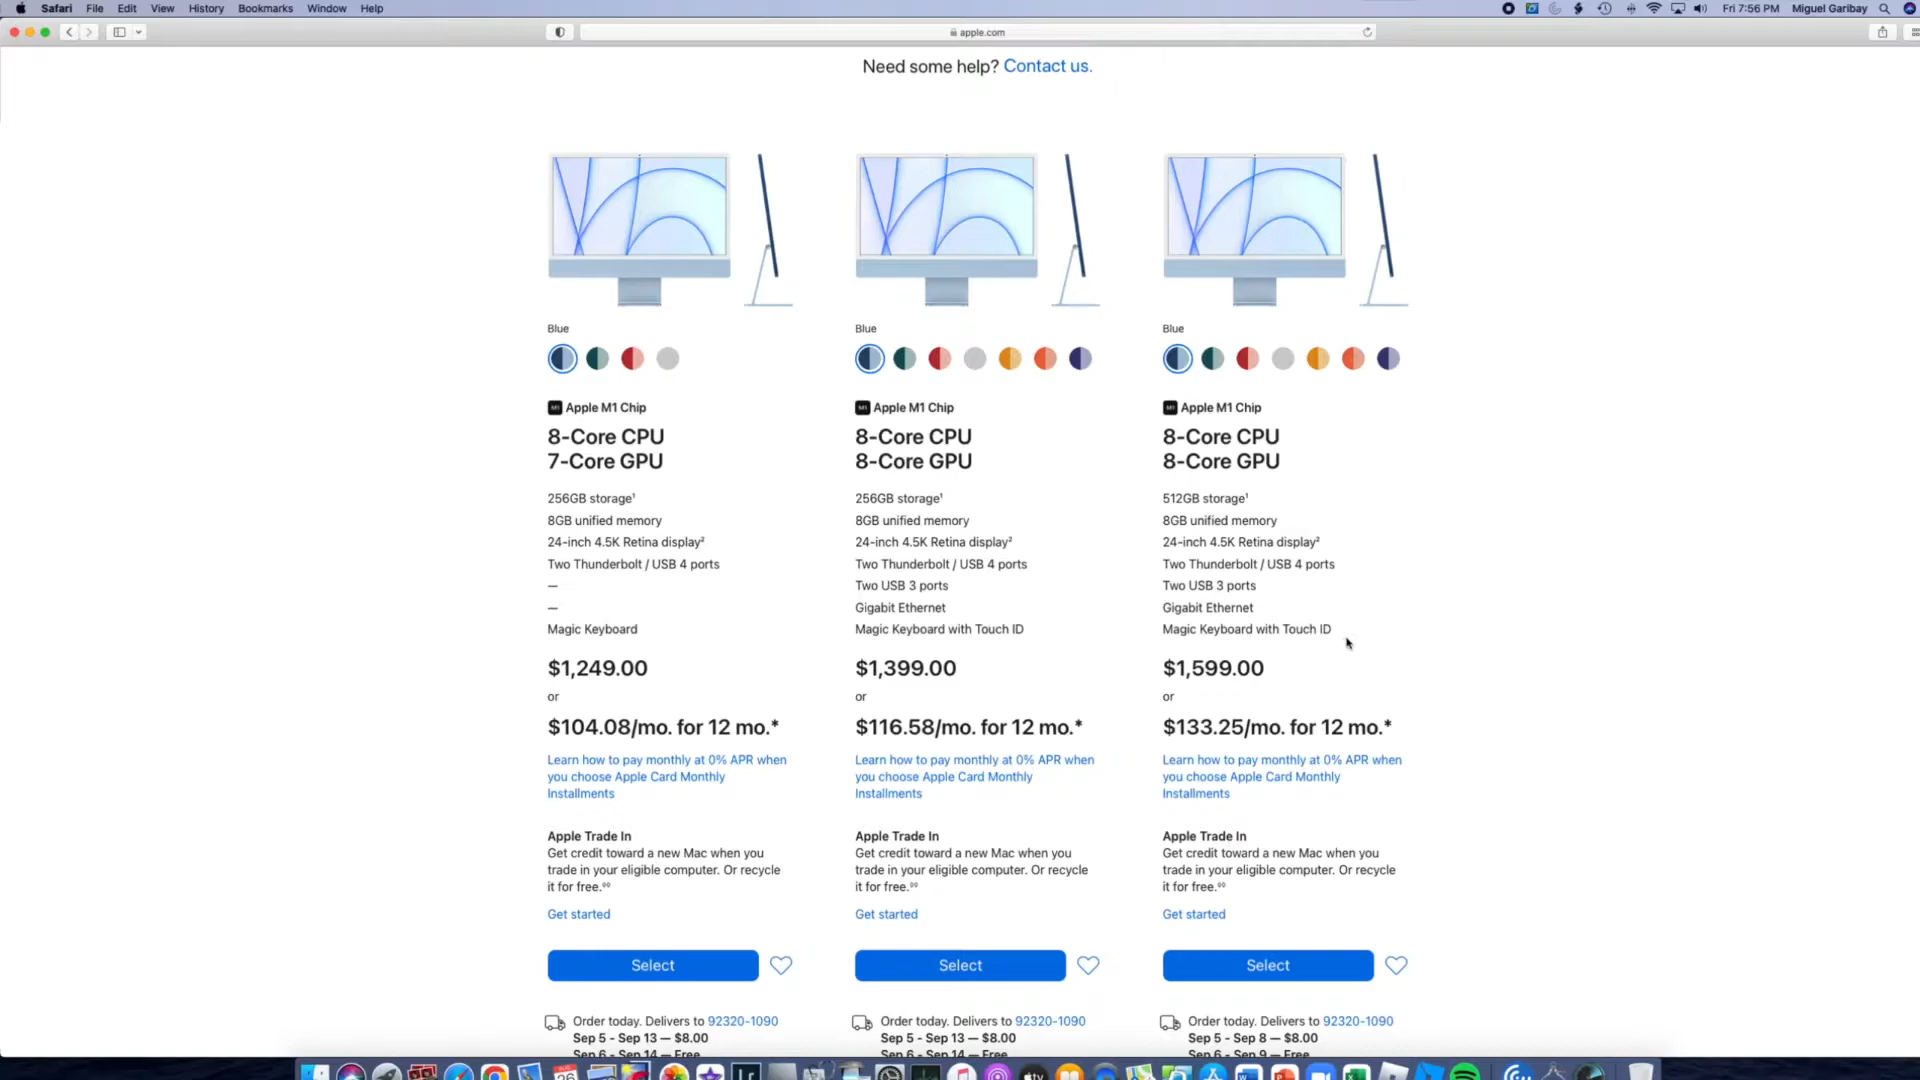 Safari File Edit View History Bookmarks Window Help Fri 7:56 PM Miguel Garibay
apple.com
Need some help? Contact us.
Blue
Blue
Blue
Apple M1 Chip
8-Core CPU
7-Core GPU
256GB storage¹
8GB unified memory
24-inch 4.5K Retina display²
Two Thunderbolt / USB 4 ports
—
—
Magic Keyboard
$1,249.00
or
$104.08/mo. for 12 mo.*
Learn how to pay monthly at 0% APR when
you choose Apple Card Monthly
Installments
Apple Trade In
Get credit toward a new Mac when you
trade in your eligible computer. Or recycle
it for free.◊◊
Get started
Select
Order today. Delivers to 92320-1090
Sep 5 - Sep 13 — $8.00
Sep 6 - Sep 14 — Free
Apple M1 Chip
8-Core CPU
8-Core GPU
256GB storage¹
8GB unified memory
24-inch 4.5K Retina display²
Two Thunderbolt / USB 4 ports
Two USB 3 ports
Gigabit Ethernet
Magic Keyboard with Touch ID
$1,399.00
or
$116.58/mo. for 12 mo.*
Learn how to pay monthly at 0% APR when
you choose Apple Card Monthly
Installments
Apple Trade In
Get credit toward a new Mac when you
trade in your eligible computer. Or recycle
it for free.◊◊
Get started
Select
Order today. Delivers to 92320-1090
Sep 5 - Sep 13 — $8.00
Sep 6 - Sep 14 — Free
Apple M1 Chip
8-Core CPU
8-Core GPU
512GB storage¹
8GB unified memory
24-inch 4.5K Retina display²
Two Thunderbolt / USB 4 ports
Two USB 3 ports
Gigabit Ethernet
Magic Keyboard with Touch ID
$1,599.00
or
$133.25/mo. for 12 mo.*
Learn how to pay monthly at 0% APR when
you choose Apple Card Monthly
Installments
Apple Trade In
Get credit toward a new Mac when you
trade in your eligible computer. Or recycle
it for free.◊◊
Get started
Select
Order today. Delivers to 92320-1090
Sep 5 - Sep 8 — $8.00
Sep 6 - Sep 9 — Free